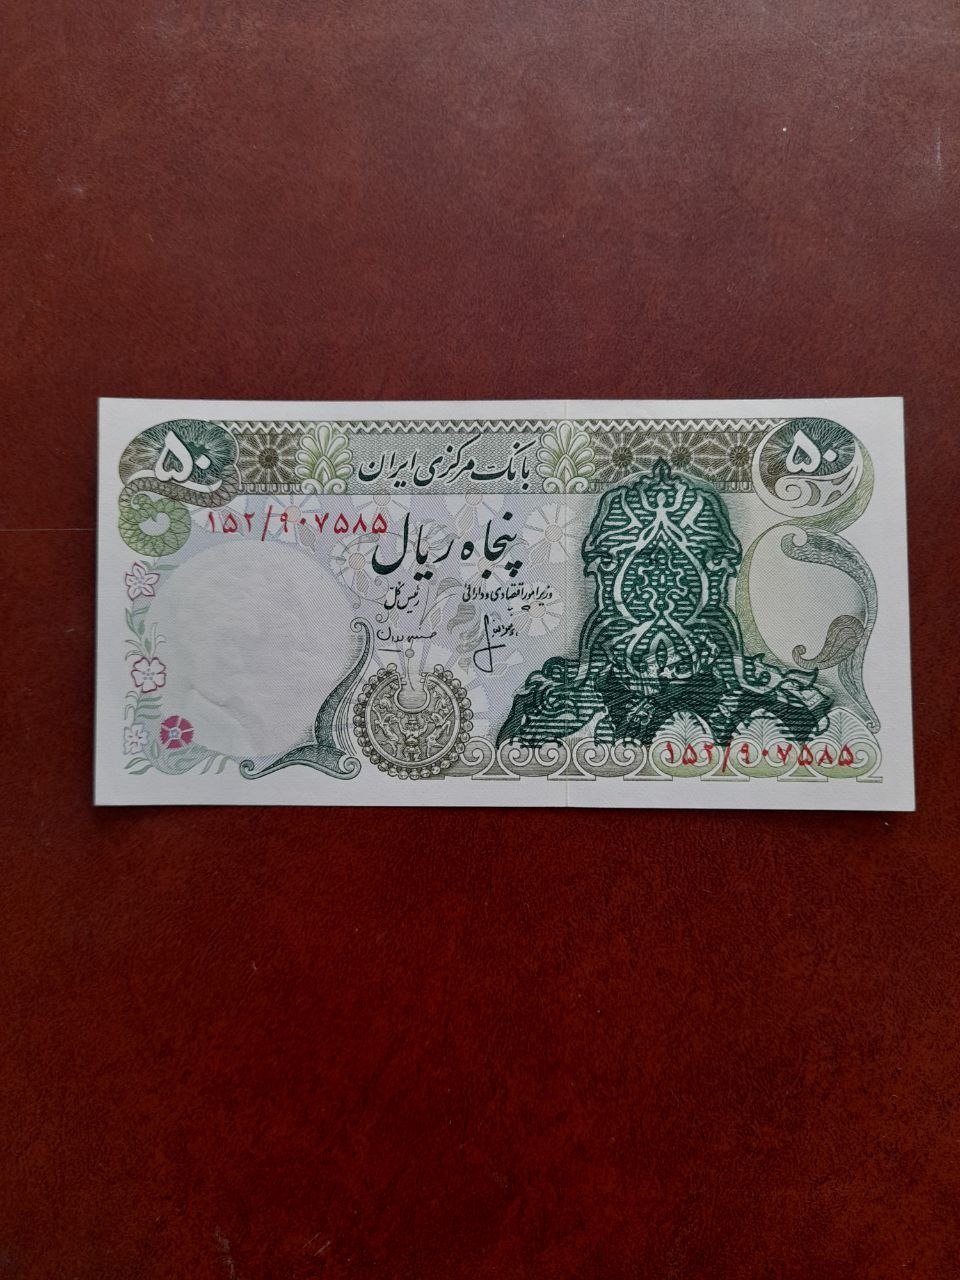 ۵۰
بانک مرکزی ایران
۵۰
۱۵۲/۹۰۷۵۸۵
پنجاه ریال
وزیر امور اقتصادی و دارائی
رئیس کل
۱۵۲/۹۰۷۵۸۵